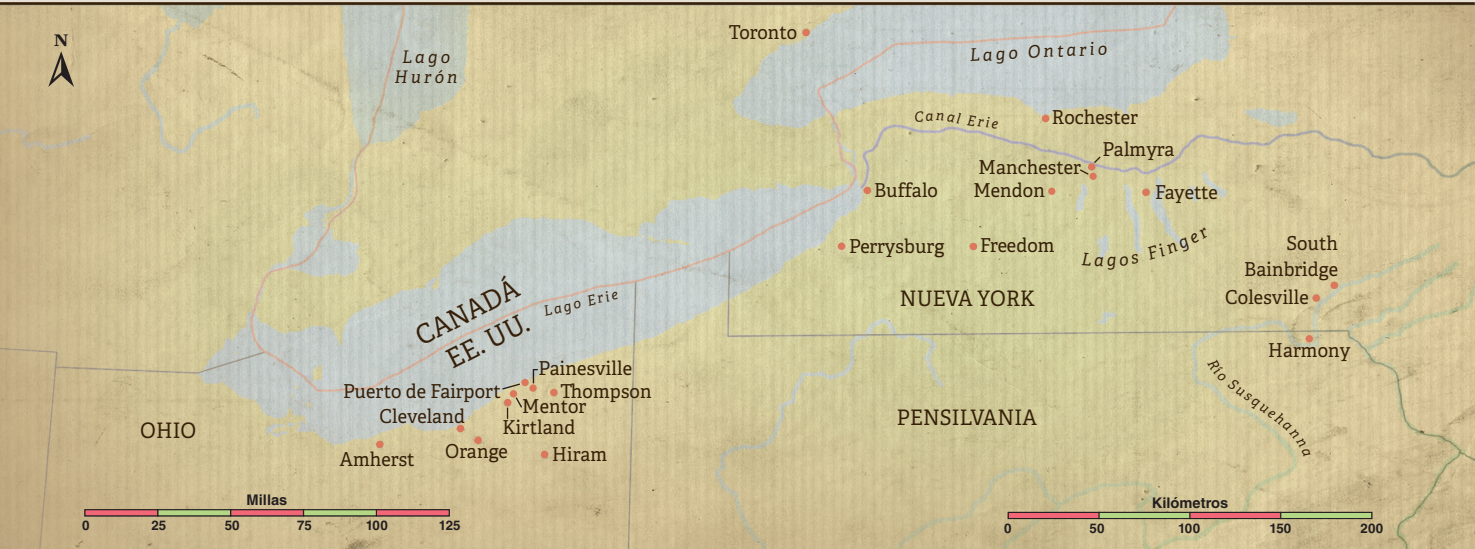 N
Lago
Hurón
Toronto
Lago Ontario
Canal Erie
Rochester
Palmyra
Manchester
Mendon
Buffalo
Fayette
Perrysburg
Freedom
Lagos Finger
South
Bainbridge
Colesville
NUEVA YORK
Harmony
CANADÁ
EE. UU.
Lago Erie
Painesville
Puerto de Fairport
Thompson
Mentor
Cleveland
Kirtland
OHIO
Orange
Hiram
Amherst
PENSILVANIA
Río Susquehanna
Millas
0 25 50 75 100 125
Kilómetros
0 50 100 150 200